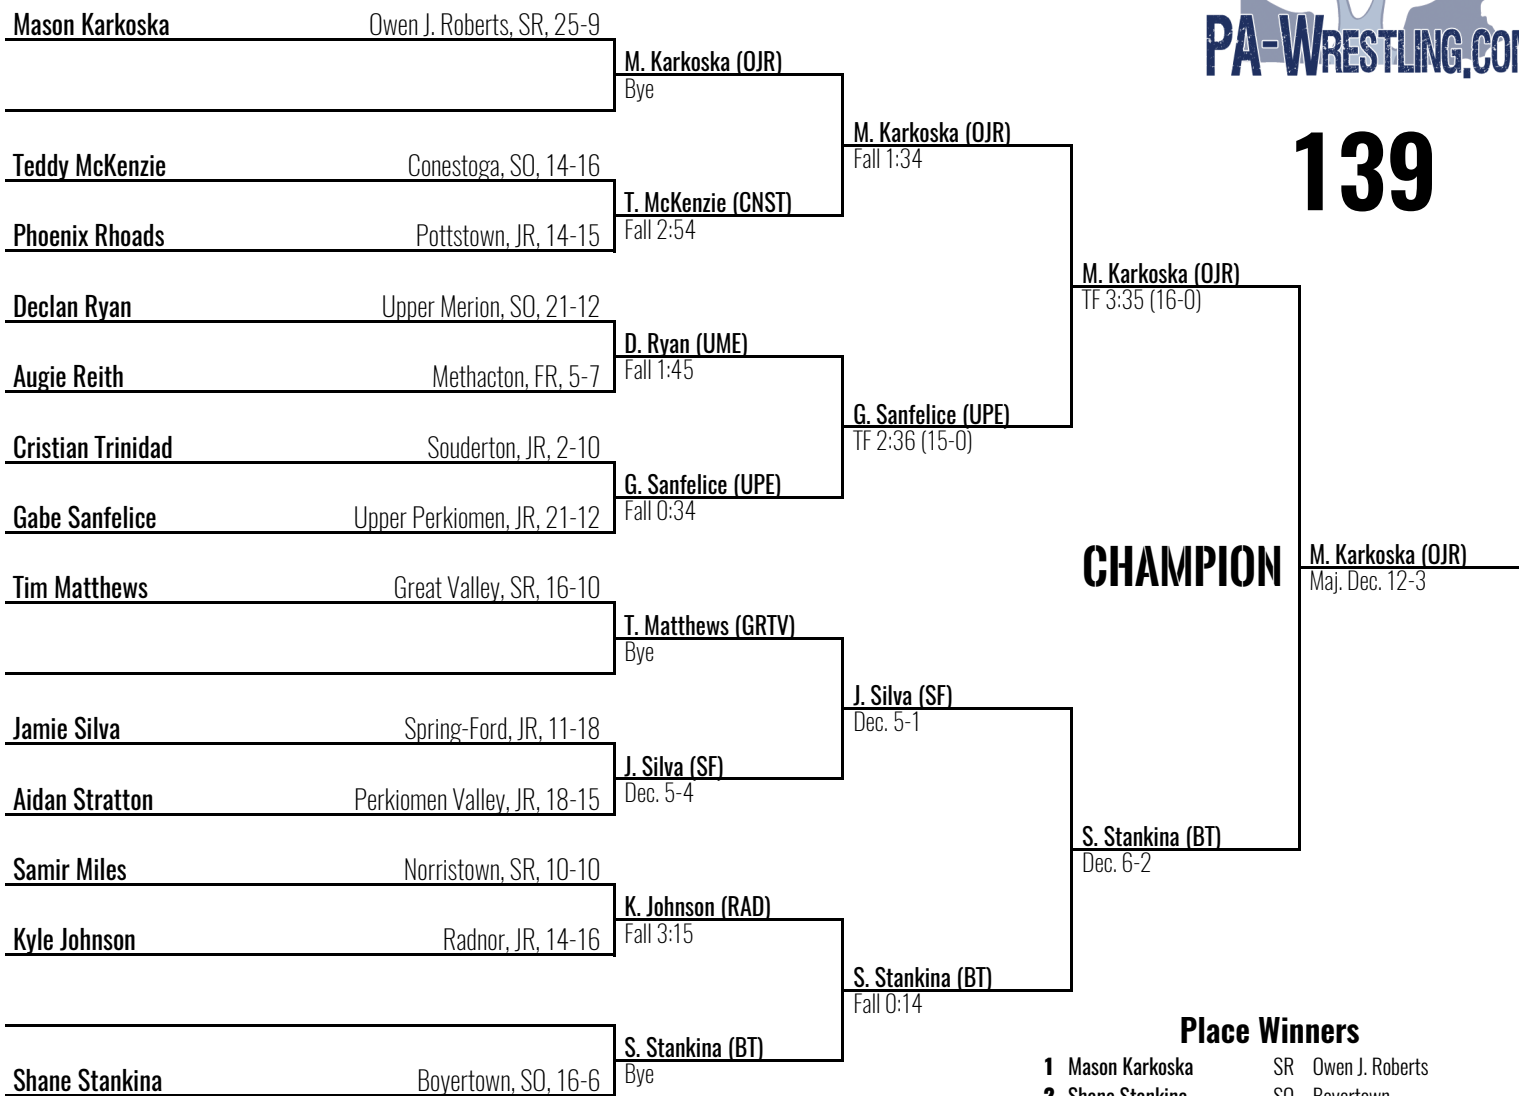 Mason Karkoska Owen J. Roberts, SR, 25-9
M. Karkoska (OJR)
Bye
PA-WRESTLING.COM
M. Karkoska (OJR)
Fall 1:34
139
Teddy McKenzie Conestoga, SO, 14-16
T. McKenzie (CNST)
Fall 2:54
Phoenix Rhoads Pottstown, JR, 14-15
M. Karkoska (OJR)
TF 3:35 (16-0)
Declan Ryan Upper Merion, SO, 21-12
D. Ryan (UME)
Fall 1:45
Augie Reith Methacton, FR, 5-7
G. Sanfelice (UPE)
TF 2:36 (15-0)
Cristian Trinidad Souderton, JR, 2-10
G. Sanfelice (UPE)
Fall 0:34
Gabe Sanfelice Upper Perkiomen, JR, 21-12
CHAMPION
M. Karkoska (OJR)
Maj. Dec. 12-3
Tim Matthews Great Valley, SR, 16-10
T. Matthews (GRTV)
Bye
J. Silva (SF)
Dec. 5-1
Jamie Silva Spring-Ford, JR, 11-18
J. Silva (SF)
Dec. 5-4
Aidan Stratton Perkiomen Valley, JR, 18-15
S. Stankina (BT)
Dec. 6-2
Samir Miles Norristown, SR, 10-10
K. Johnson (RAD)
Fall 3:15
Kyle Johnson Radnor, JR, 14-16
S. Stankina (BT)
Fall 0:14
S. Stankina (BT)
Bye
Shane Stankina Boyertown, SO, 16-6
Place Winners
1 Mason Karkoska SR Owen J. Roberts
2 Shane Stankina SO Boyertown